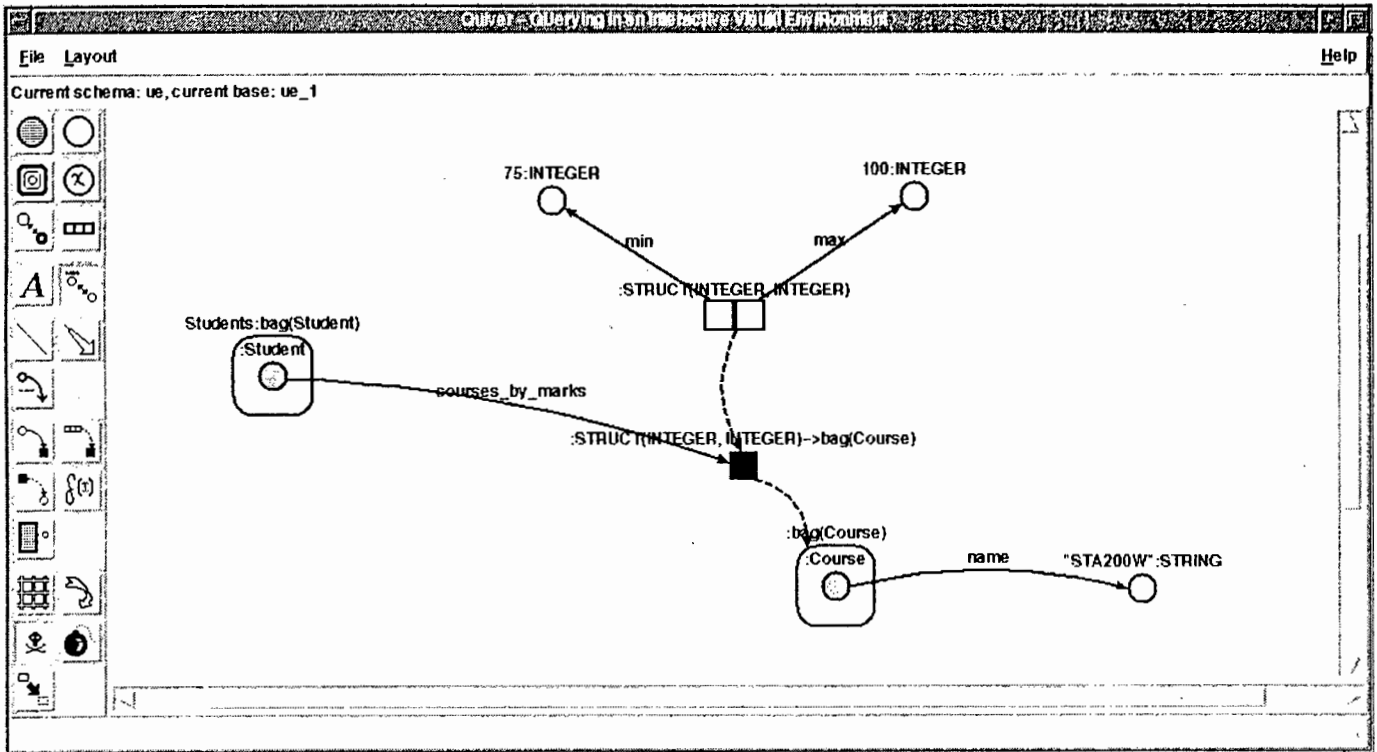 Quiver - QUerying in an Interactive Visual EnviRonment
File Layout Help
Current schema: ue, current base: ue_1
75:INTEGER
100:INTEGER
min
max
:STRUCT(INTEGER, INTEGER)
Students:bag(Student)
:Student
courses_by_marks
:STRUCT(INTEGER, INTEGER)->bag(Course)
:bag(Course)
:Course
name
"STA200W":STRING
A
f(x)